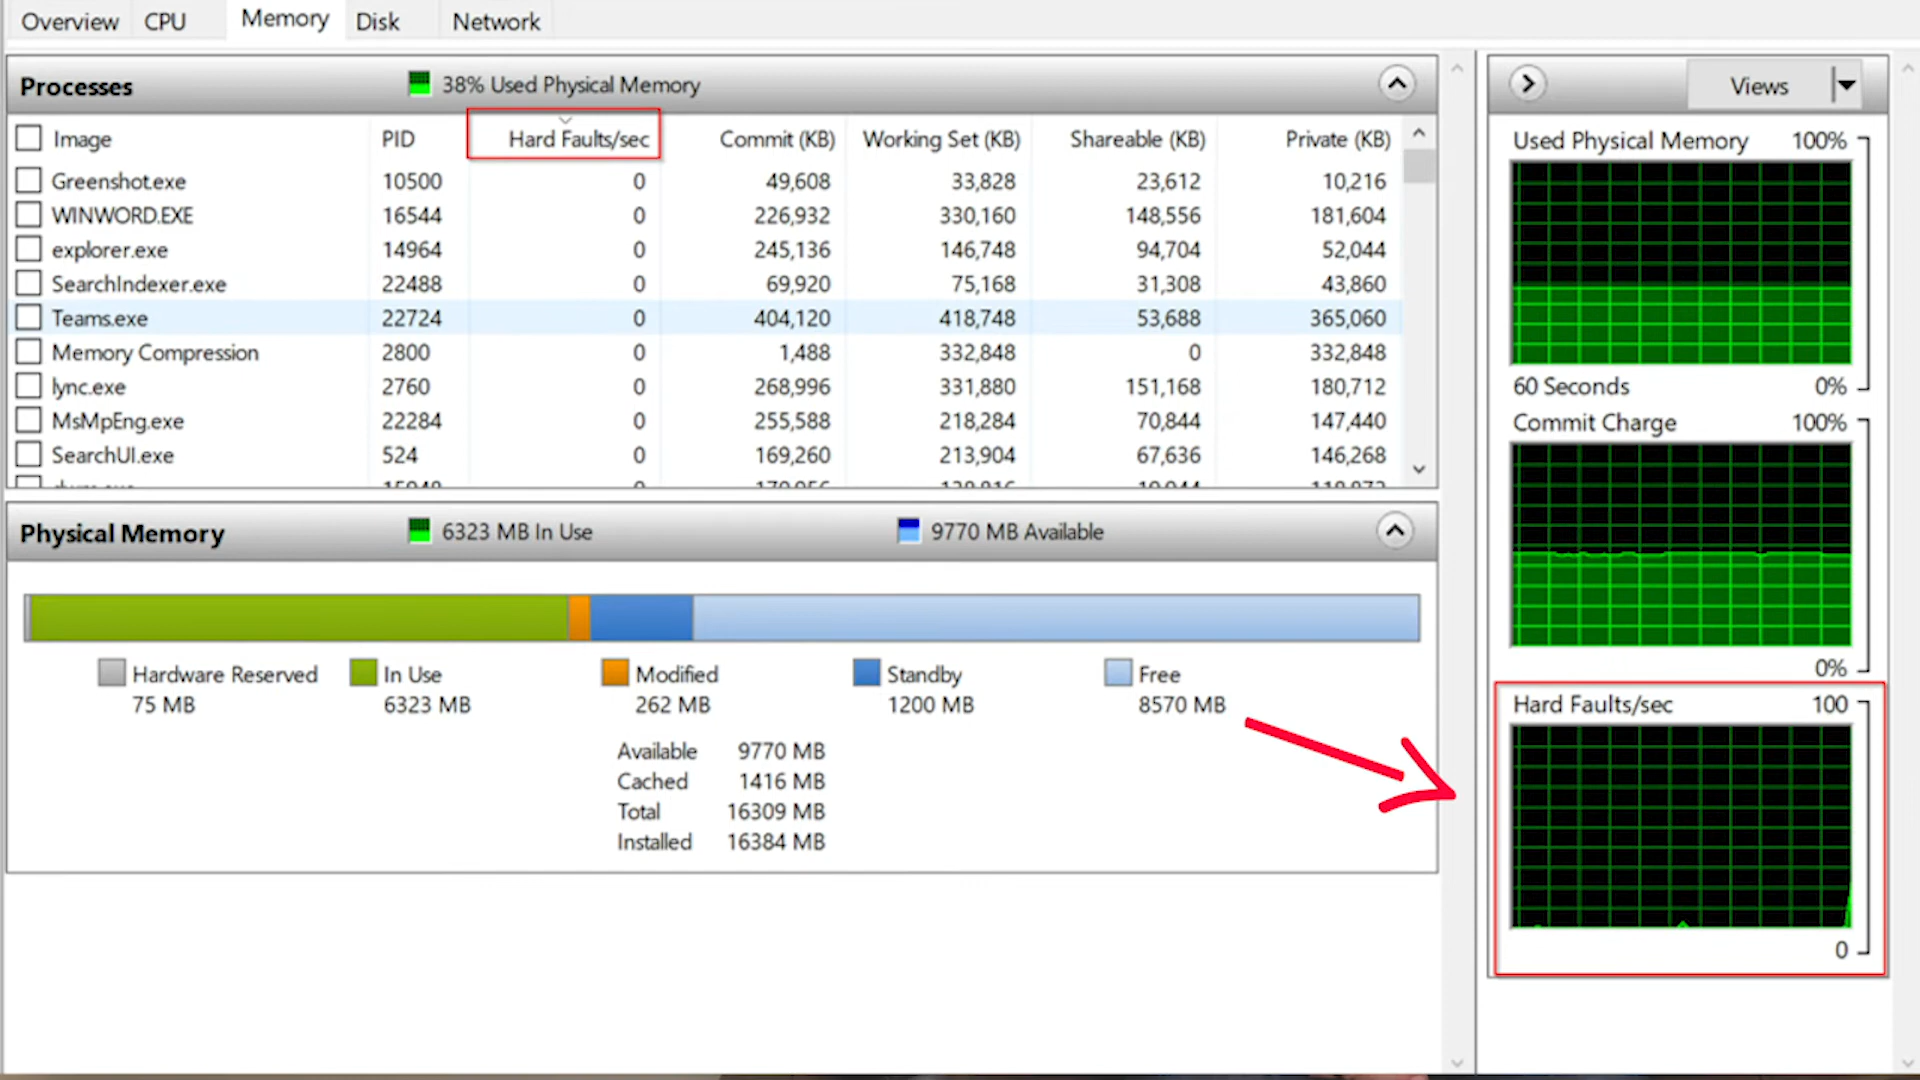 Overview CPU Memory Disk Network
Processes 38% Used Physical Memory
Image PID Hard Faults/sec Commit (KB) Working Set (KB) Shareable (KB) Private (KB)
Greenshot.exe 10500 0 49,608 33,828 23,612 10,216
WINWORD.EXE 16544 0 226,932 330,160 148,556 181,604
explorer.exe 14964 0 245,136 146,748 94,704 52,044
SearchIndexer.exe 22488 0 69,920 75,168 31,308 43,860
Teams.exe 22724 0 404,120 418,748 53,688 365,060
Memory Compression 2800 0 1,488 332,848 0 332,848
lync.exe 2760 0 268,996 331,880 151,168 180,712
MsMpEng.exe 22284 0 255,588 218,284 70,844 147,440
SearchUI.exe 524 0 169,260 213,904 67,636 146,268
Physical Memory 6323 MB In Use 9770 MB Available
Hardware Reserved In Use Modified Standby Free
75 MB 6323 MB 262 MB 1200 MB 8570 MB
Available 9770 MB
Cached 1416 MB
Total 16309 MB
Installed 16384 MB
Views
Used Physical Memory 100%
60 Seconds 0%
Commit Charge 100%
0%
Hard Faults/sec 100
0